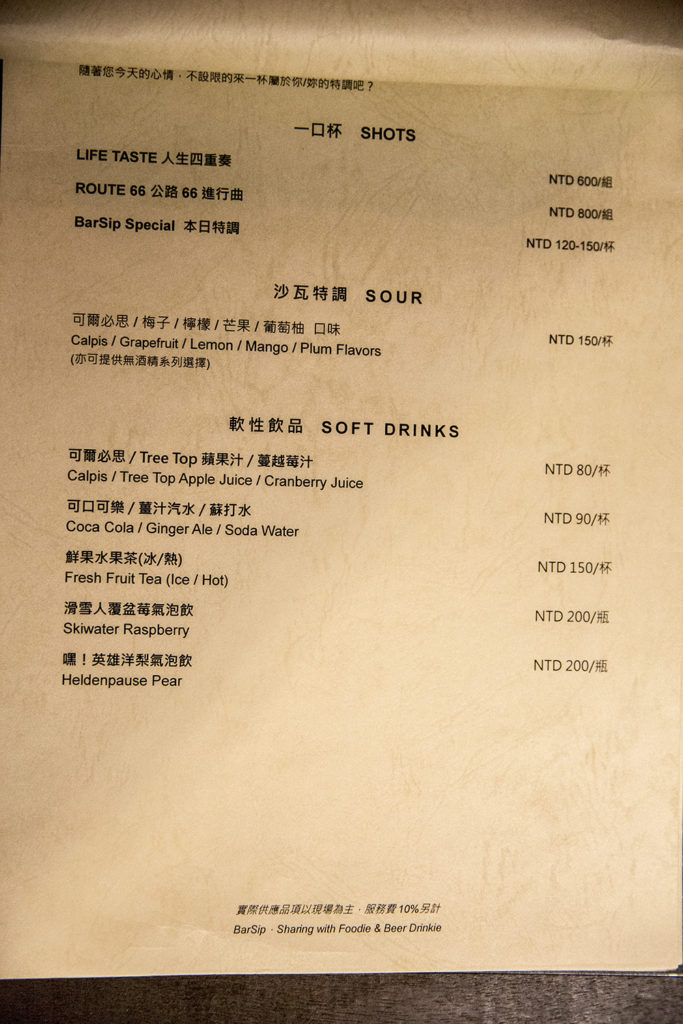 隨著您今天的心情，不設限的來一杯屬於你/妳的特調吧？
一口杯 SHOTS
LIFE TASTE 人生四重奏
NTD 600/組
ROUTE 66 公路 66 進行曲
NTD 800/組
BarSip Special 本日特調
NTD 120-150/杯
沙瓦特調 SOUR
可爾必思 / 梅子 / 檸檬 / 芒果 / 葡萄柚 口味
Calpis / Grapefruit / Lemon / Mango / Plum Flavors
NTD 150/杯
(亦可提供無酒精系列選擇)
軟性飲品 SOFT DRINKS
可爾必思 / Tree Top 蘋果汁 / 蔓越莓汁
NTD 80/杯
Calpis / Tree Top Apple Juice / Cranberry Juice
可口可樂 / 薑汁汽水 / 蘇打水
NTD 90/杯
Coca Cola / Ginger Ale / Soda Water
鮮果水果茶(冰/熱)
NTD 150/杯
Fresh Fruit Tea (Ice / Hot)
滑雪人覆盆莓氣泡飲
NTD 200/瓶
Skiwater Raspberry
嘿！英雄洋梨氣泡飲
NTD 200/瓶
Heldenpause Pear
實際供應品項以現場為主．服務費 10%另計
BarSip．Sharing with Foodie & Beer Drinkie